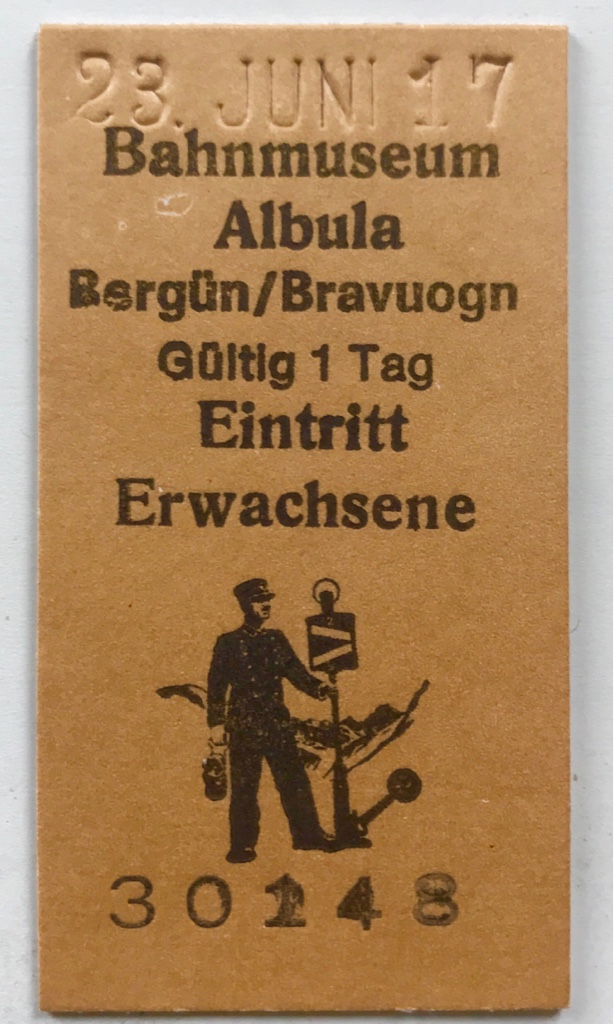 23. JUNI 17
Bahnmuseum
Albula
Bergün/Bravuogn
Gültig 1 Tag
Eintritt
Erwachsene
30148